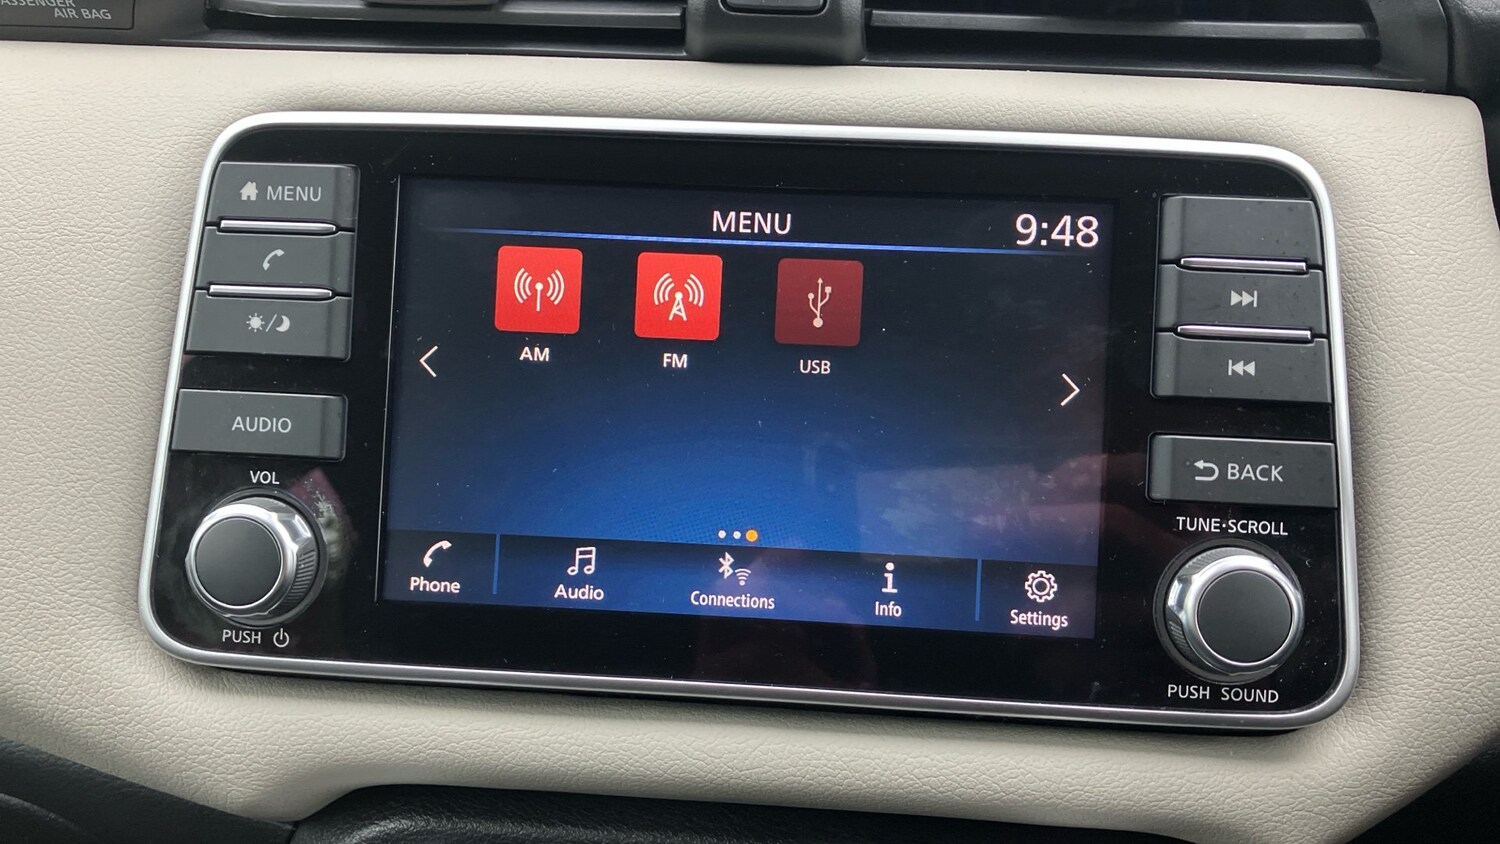 PASSENGER
AIR BAG
MENU
MENU
9:48
AM
FM
USB
AUDIO
VOL
BACK
TUNE·SCROLL
Phone
Audio
Connections
Info
Settings
PUSH
PUSH SOUND